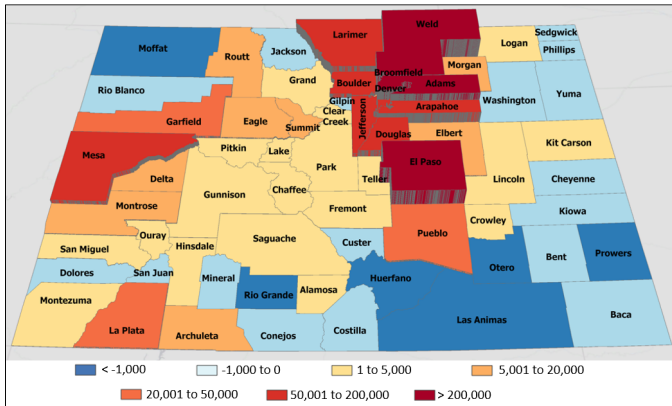 Moffat
Routt
Jackson
Larimer
Weld
Logan
Sedgwick
Phillips
Rio Blanco
Grand
Boulder
Broomfield
Morgan
Garfield
Eagle
Summit
Gilpin
Clear
Creek
Denver
Adams
Arapahoe
Washington
Yuma
Jefferson
Mesa
Pitkin
Lake
Park
Douglas
Elbert
Kit Carson
Delta
Gunnison
Chaffee
Teller
El Paso
Lincoln
Cheyenne
Montrose
Fremont
Kiowa
Ouray
San Miguel
Hinsdale
Saguache
Custer
Pueblo
Crowley
Dolores
San Juan
Mineral
Rio Grande
Alamosa
Huerfano
Otero
Bent
Prowers
Montezuma
La Plata
Archuleta
Conejos
Costilla
Las Animas
Baca
< -1,000
-1,000 to 0
1 to 5,000
5,001 to 20,000
20,001 to 50,000
50,001 to 200,000
> 200,000